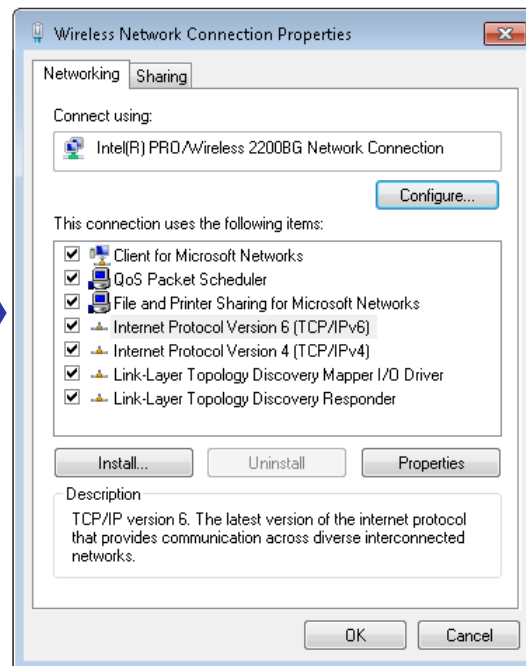 Wireless Network Connection Properties
Networking
Sharing
Connect using:
Intel(R) PRO/Wireless 2200BG Network Connection
Configure...
This connection uses the following items:
Client for Microsoft Networks
QoS Packet Scheduler
File and Printer Sharing for Microsoft Networks
Internet Protocol Version 6 (TCP/IPv6)
Internet Protocol Version 4 (TCP/IPv4)
Link-Layer Topology Discovery Mapper I/O Driver
Link-Layer Topology Discovery Responder
Install...
Uninstall
Properties
Description
TCP/IP version 6. The latest version of the internet protocol
that provides communication across diverse interconnected
networks.
OK
Cancel